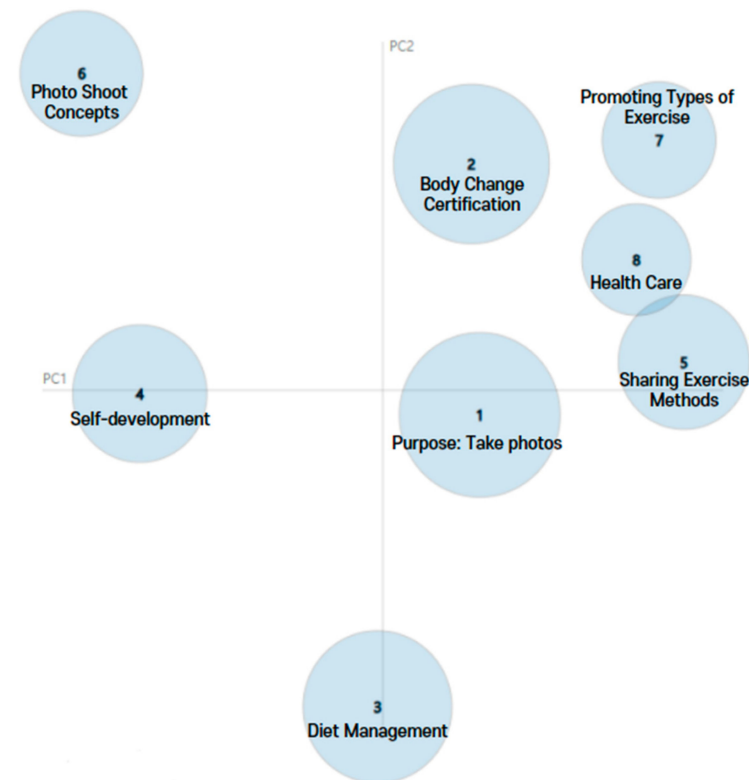 PC2
6
Photo Shoot
Concepts
Promoting Types of
Exercise
7
2
Body Change
Certification
8
Health Care
PC1
4
Self-development
5
Sharing Exercise
Methods
1
Purpose: Take photos
3
Diet Management